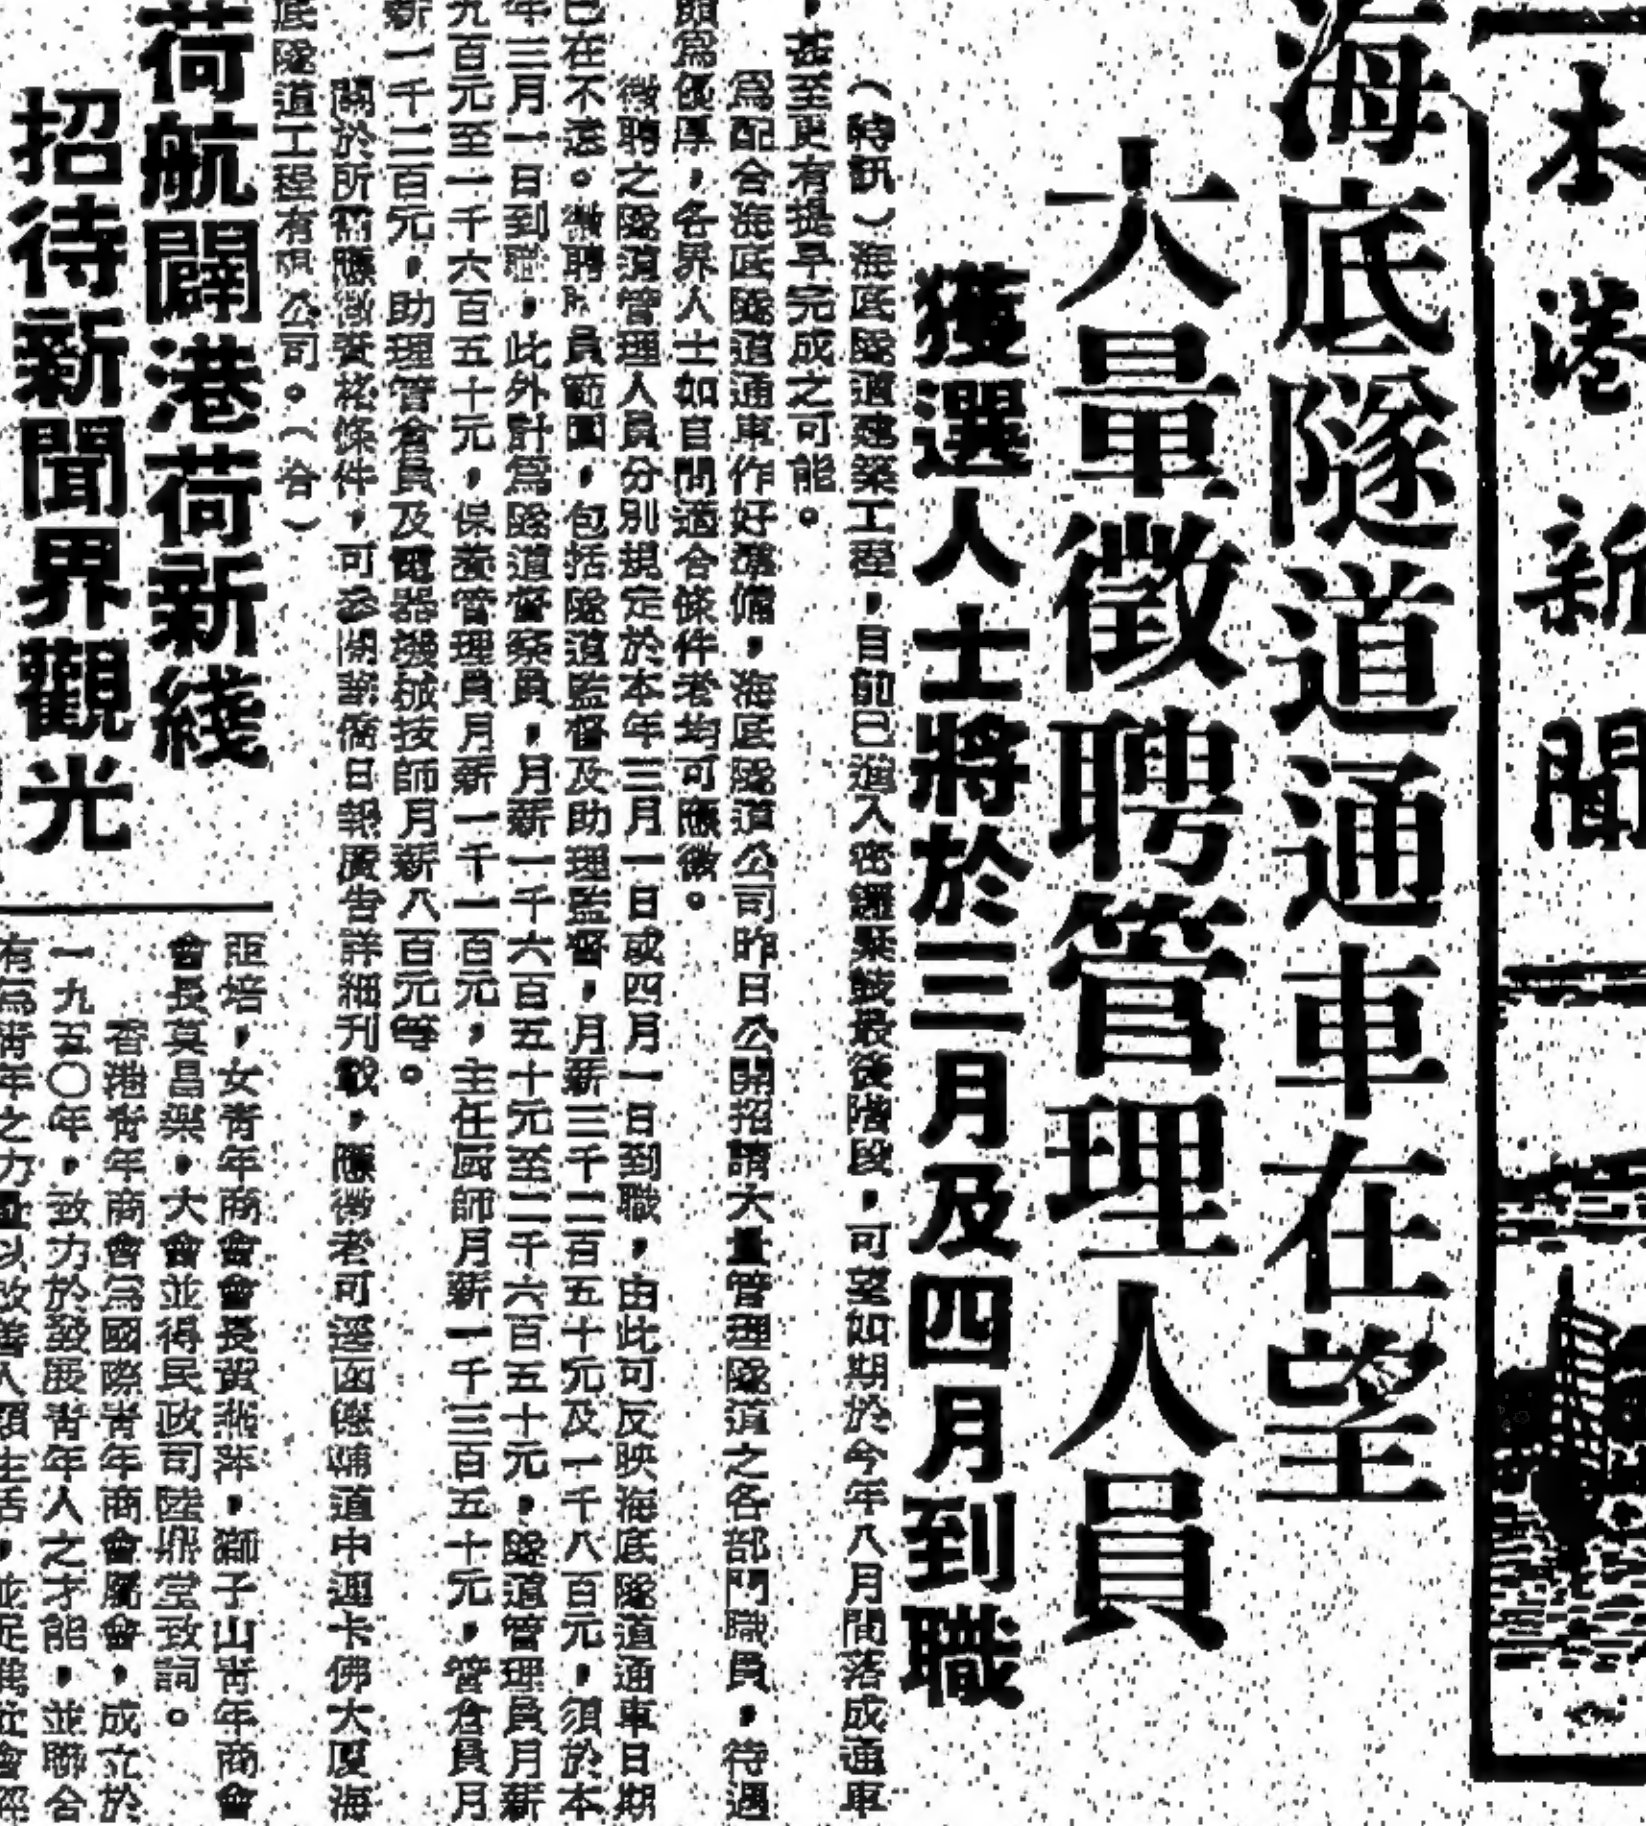 本港新聞
海底隧道通車在望
大量徵聘管理人員
獲選人士將於三月及四月到職
（特訊）海底隧道建築工程，目前已進入密鑼緊鼓最後階段，可望如期於今年八月間落成通車
，甚至更有提早完成之可能。
爲配合海底隧道通車作好準備，海底隧道公司昨日公開招請大量管理隧道之各部門職員，待遇
頗爲優厚，各界人士如自問適合條件者均可應徵。
徵聘之隧道管理人員分別規定於本年三月一日或四月一日到職，由此可反映海底隧道通車日期
已在不遠。徵聘人員範圍，包括隧道監督及助理監督，月薪三千二百五十元及一千八百元，須於本
年三月一日到職，此外計爲隧道督察員，月薪一千六百五十元至二千六百五十元，隧道管理員月薪
九百元至一千六百五十元，保養管理員月薪一千一百元，主任厨師月薪一千三百五十元，管倉員月
薪一千二百元，助理管倉員及電器機械技師月薪八百元等。
關於所需應徵資格條件，可參閱華僑日報廣告詳細刊載，應徵者可逕函德輔道中連卡佛大厦海
底隧道工程有限公司。（合）
荷航闢港荷新綫
招待新聞界觀光
亞培，女靑年商會會長 燕萍，獅子山靑年商會
會長莫昌樂，大會並得民政司陸鼎堂致詞。
香港靑年商會爲國際靑年商會屬會，成立於
一九五〇年，致力於發展靑年人之才能，並聯合
有爲靑年之力量以改善人類生活，並促進社會經